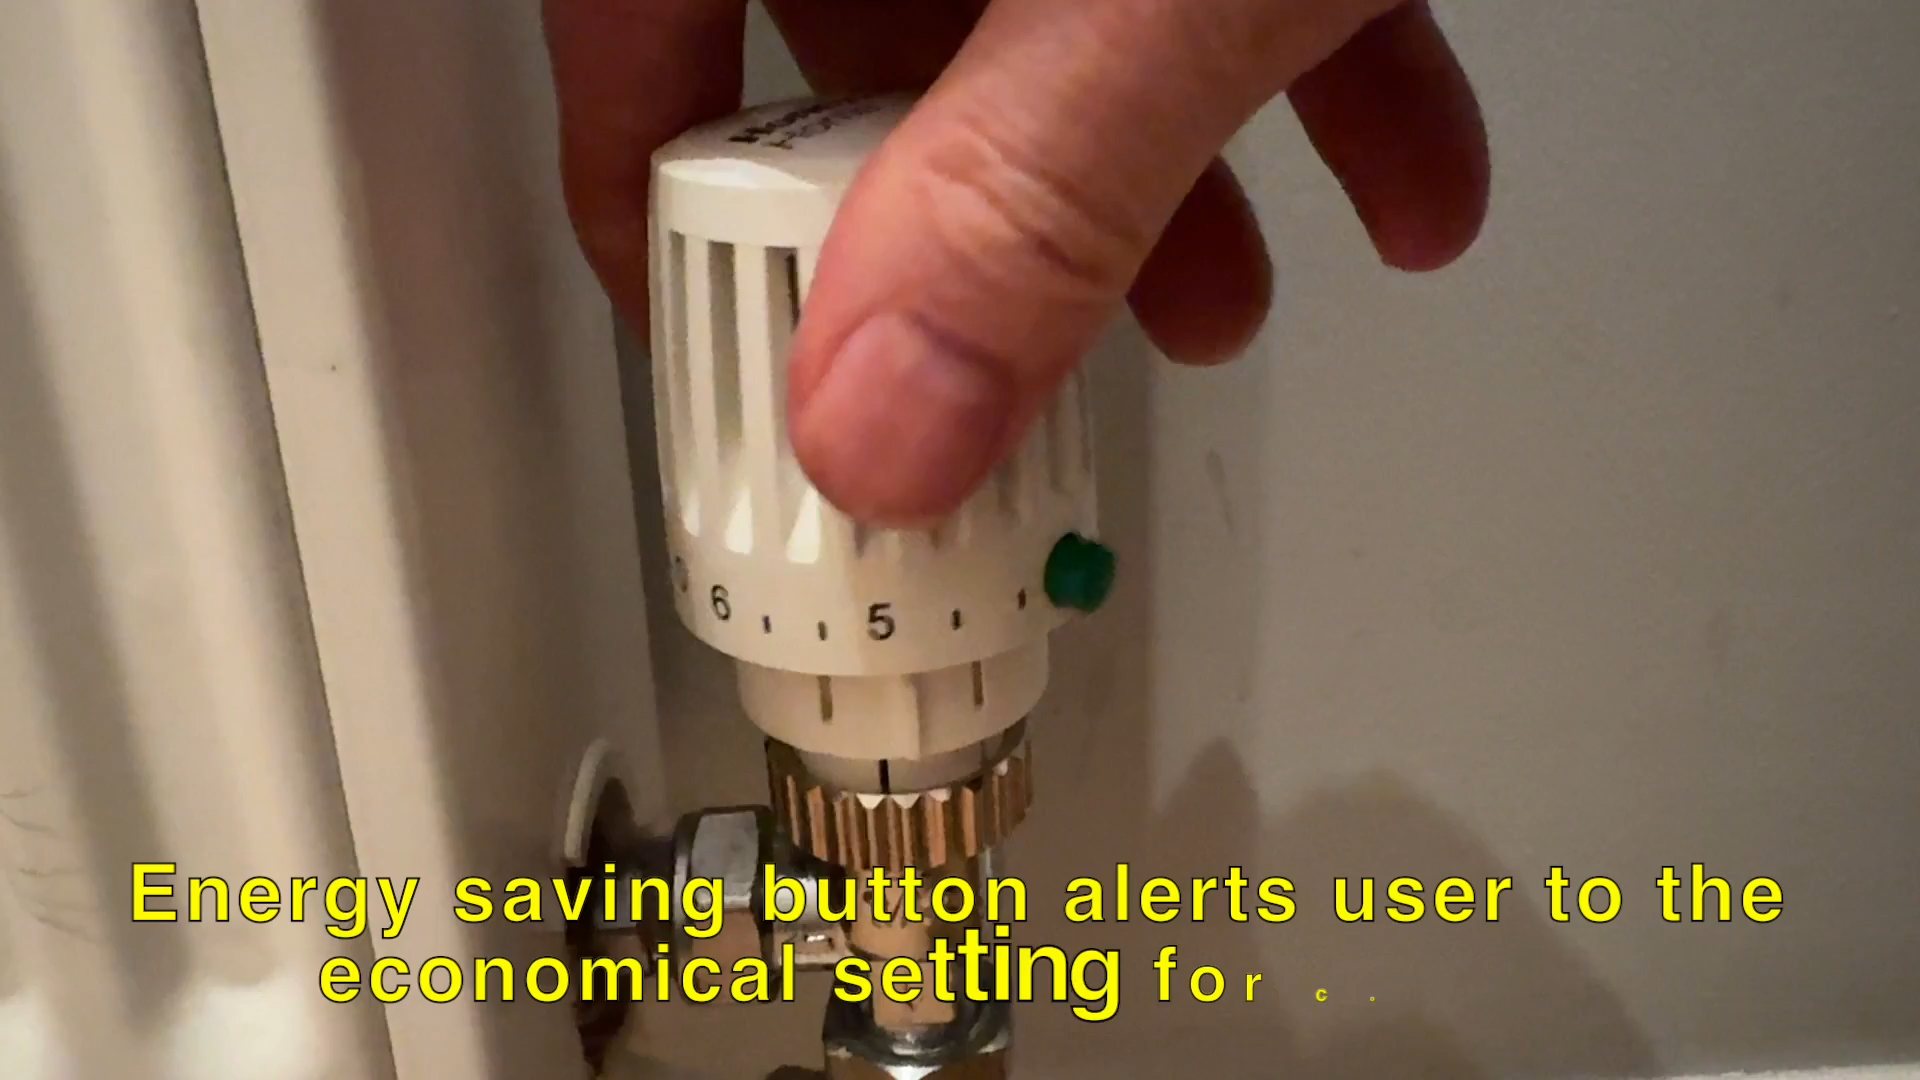 6 5
Energy saving button alerts user to the
economical setting for c